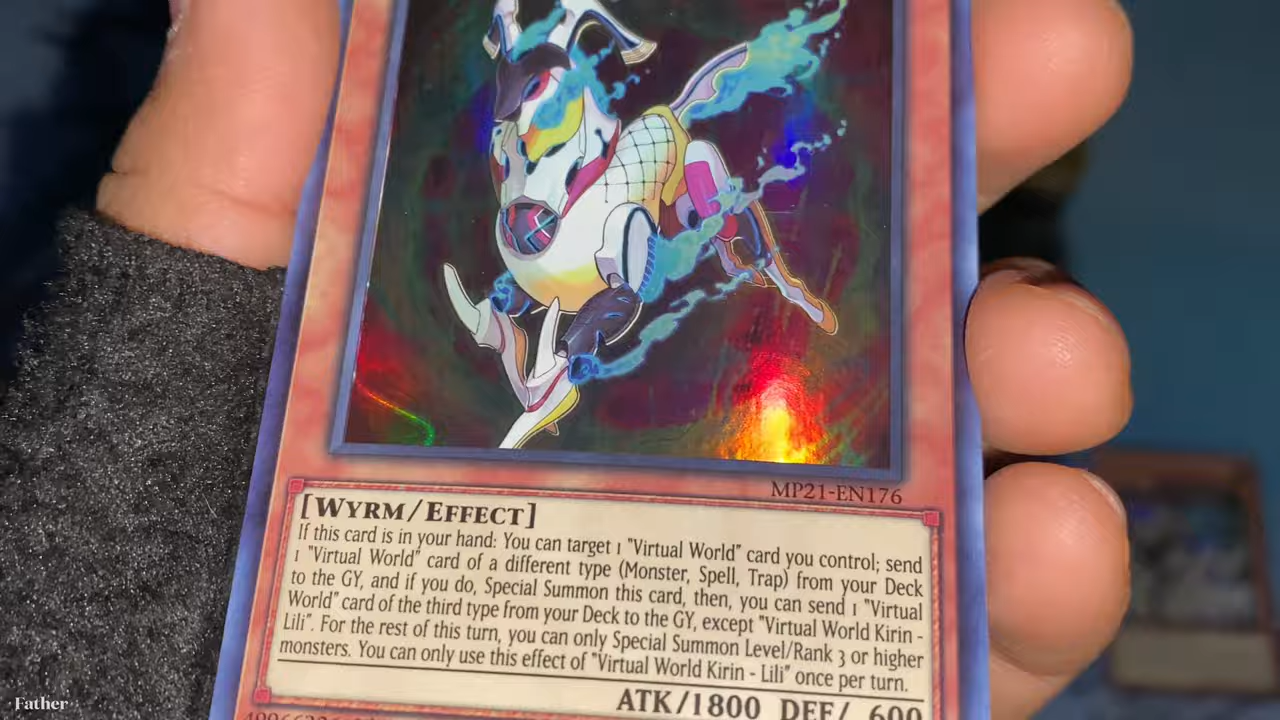 MP21-EN176
[WYRM/EFFECT]
If this card is in your hand: You can target 1 "Virtual World" card you control; send
1 "Virtual World" card of a different type (Monster, Spell, Trap) from your Deck
to the GY, and if you do, Special Summon this card, then, you can send 1 "Virtual
World" card of the third type from your Deck to the GY, except "Virtual World Kirin -
Lili". For the rest of this turn, you can only Special Summon Level/Rank 3 or higher
monsters. You can only use this effect of "Virtual World Kirin - Lili" once per turn.
ATK/1800 DEF/ 600
Father